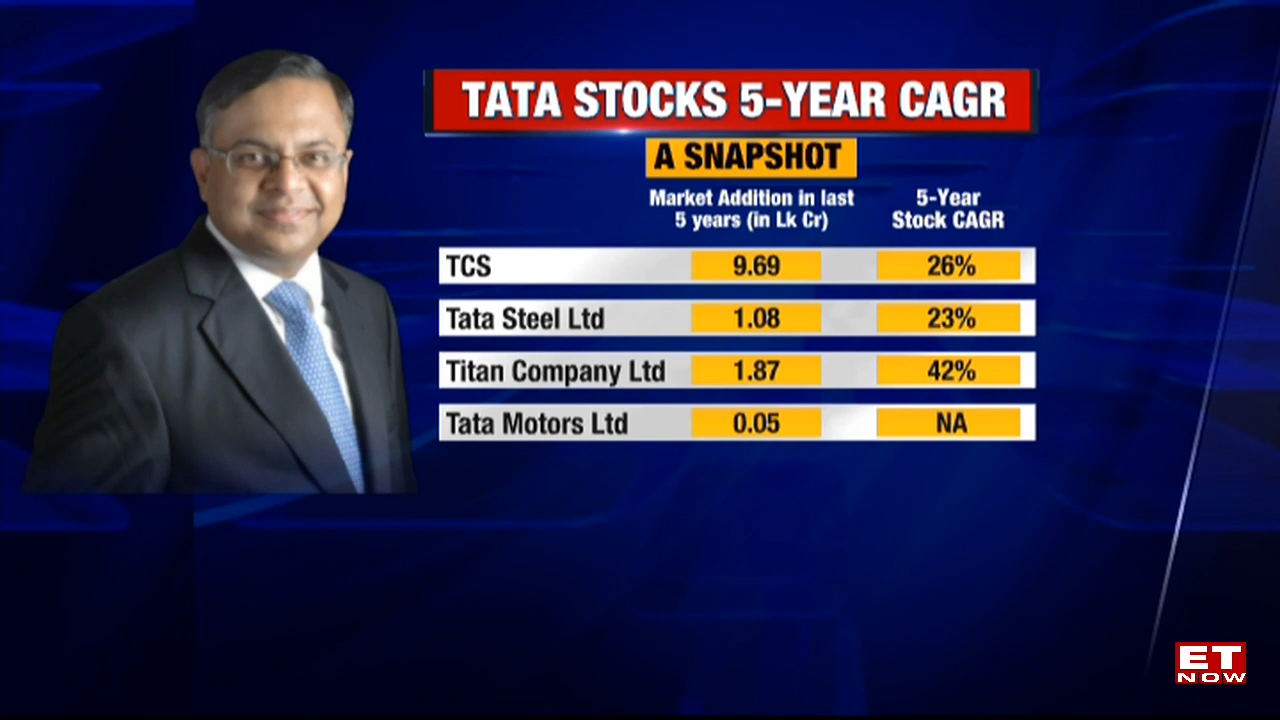 TATA STOCKS 5-YEAR CAGR
A SNAPSHOT
Market Addition in last 5 years (in Lk Cr)
5-Year Stock CAGR
TCS 9.69 26%
Tata Steel Ltd 1.08 23%
Titan Company Ltd 1.87 42%
Tata Motors Ltd 0.05 NA
ET
NOW